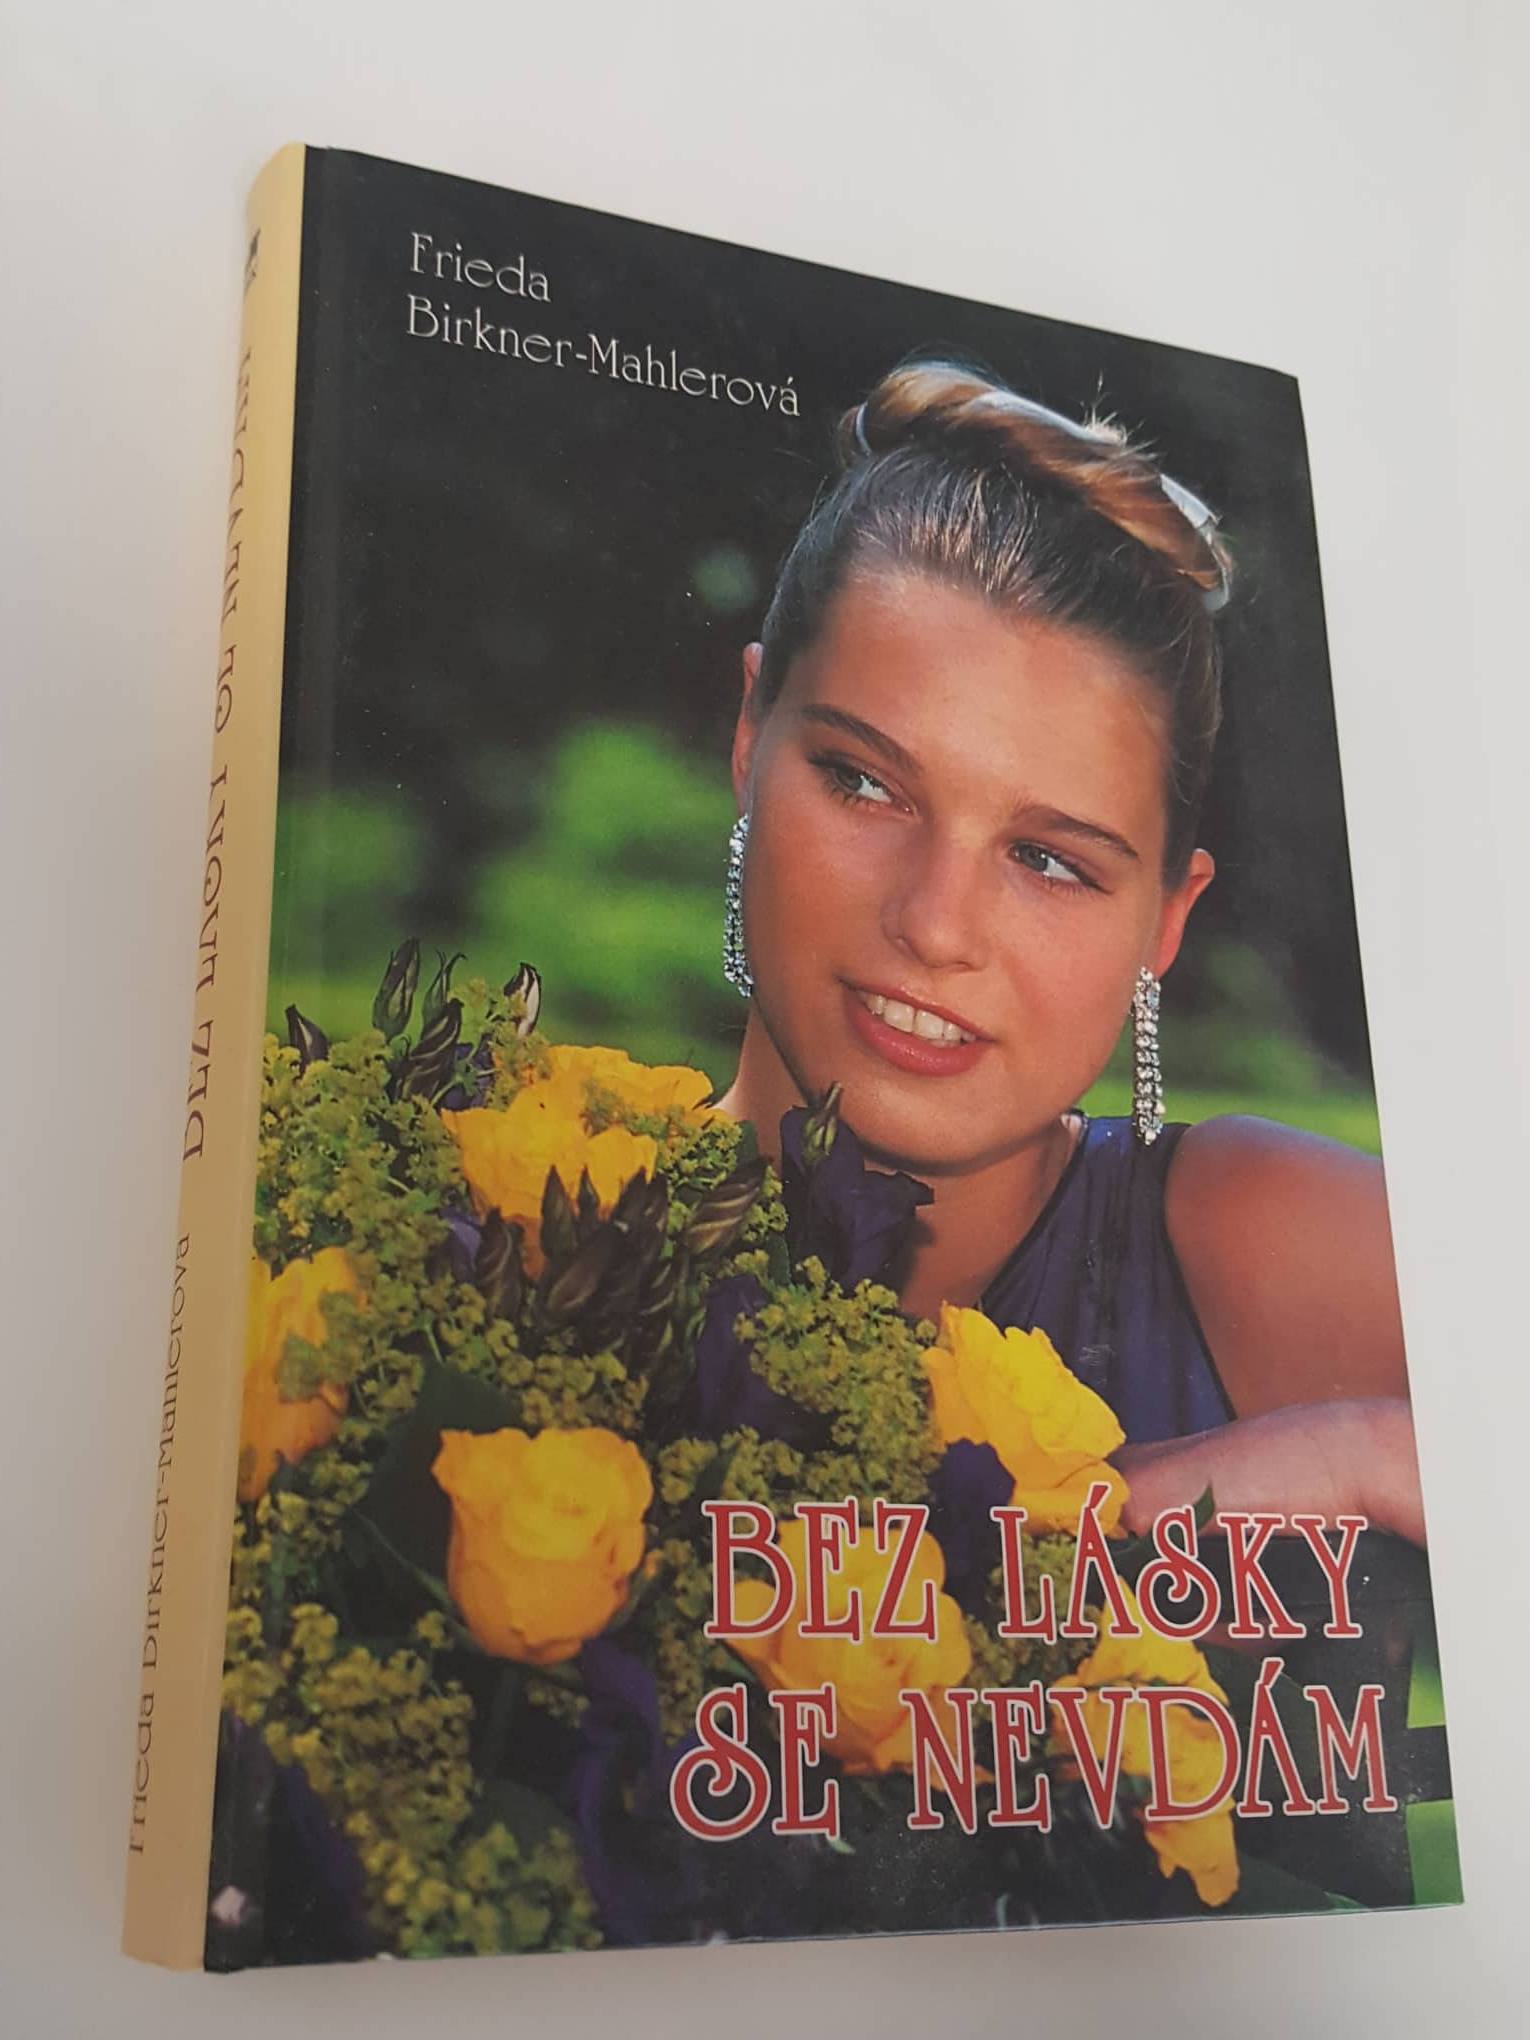 Frieda
Birkner-Mahlerová
BEZ LÁSKY
SE NEVDÁM
Frieda Birkner-Mahlerová BEZ LÁSKY SE NEVDÁM